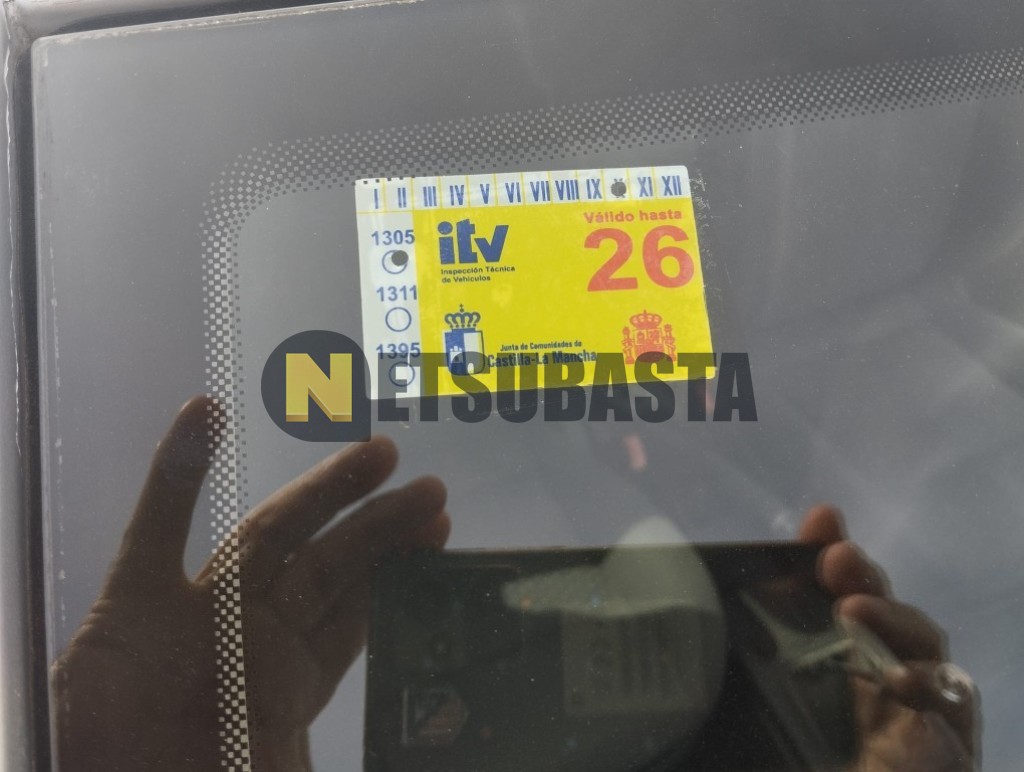 I II III IV V VI VII VIII IX X XI XII
Válido hasta
1305
itv
26
Inspección Técnica
de Vehículos
1311
1395
Junta de Comunidades de
Castilla-La Mancha
NETSUBASTA